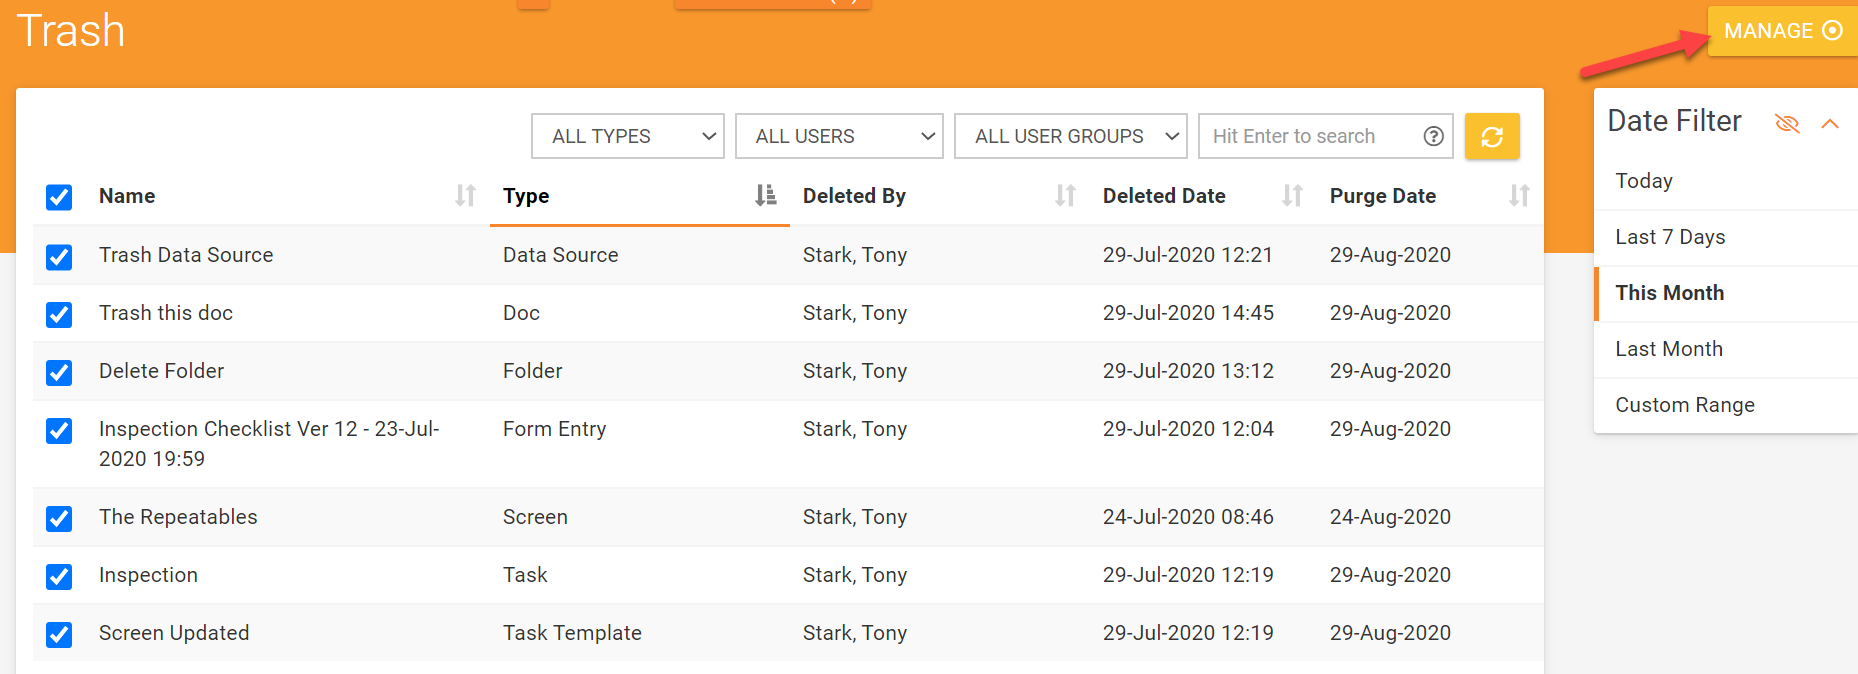 Trash
MANAGE
ALL TYPES ALL USERS ALL USER GROUPS Hit Enter to search
Name Type Deleted By Deleted Date Purge Date
Trash Data Source Data Source Stark, Tony 29-Jul-2020 12:21 29-Aug-2020
Trash this doc Doc Stark, Tony 29-Jul-2020 14:45 29-Aug-2020
Delete Folder Folder Stark, Tony 29-Jul-2020 13:12 29-Aug-2020
Inspection Checklist Ver 12 - 23-Jul- Form Entry Stark, Tony 29-Jul-2020 12:04 29-Aug-2020
2020 19:59
The Repeatables Screen Stark, Tony 24-Jul-2020 08:46 24-Aug-2020
Inspection Task Stark, Tony 29-Jul-2020 12:19 29-Aug-2020
Screen Updated Task Template Stark, Tony 29-Jul-2020 12:19 29-Aug-2020
Date Filter
Today
Last 7 Days
This Month
Last Month
Custom Range